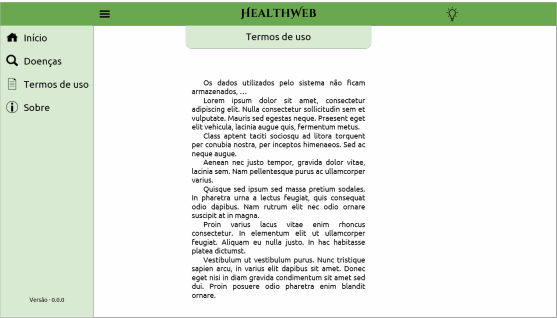 HEALTHWEB
Início
Doenças
Termos de uso
Sobre
Versão - 0.0.0
Termos de uso
Os dados utilizados pelo sistema não ficam
armazenados, ...
Lorem ipsum dolor sit amet, consectetur
adipiscing elit. Nulla consectetur sollicitudin sem et
vulputate. Mauris sed egestas neque. Praesent eget
elit vehicula, lacinia augue quis, fermentum metus.
Class aptent taciti sociosqu ad litora torquent
per conubia nostra, per inceptos himenaeos. Sed ac
neque augue.
Aenean nec justo tempor, gravida dolor vitae,
lacinia sem. Nam pellentesque purus ac ullamcorper
varius.
Quisque sed ipsum sed massa pretium sodales.
In pharetra urna a lectus feugiat, quis consequat
odio dapibus. Nam rutrum elit nec odio ornare
suscipit at in magna.
Proin varius lacus vitae enim rhoncus
consectetur. In elementum elit ut ullamcorper
feugiat. Aliquam eu nulla justo. In hac habitasse
platea dictumst.
Vestibulum ut vestibulum purus. Nunc tristique
sapien arcu, in varius elit dapibus sit amet. Donec
eget nisi in diam gravida condimentum sit amet sed
dui. Proin posuere odio pharetra enim blandit
ornare.